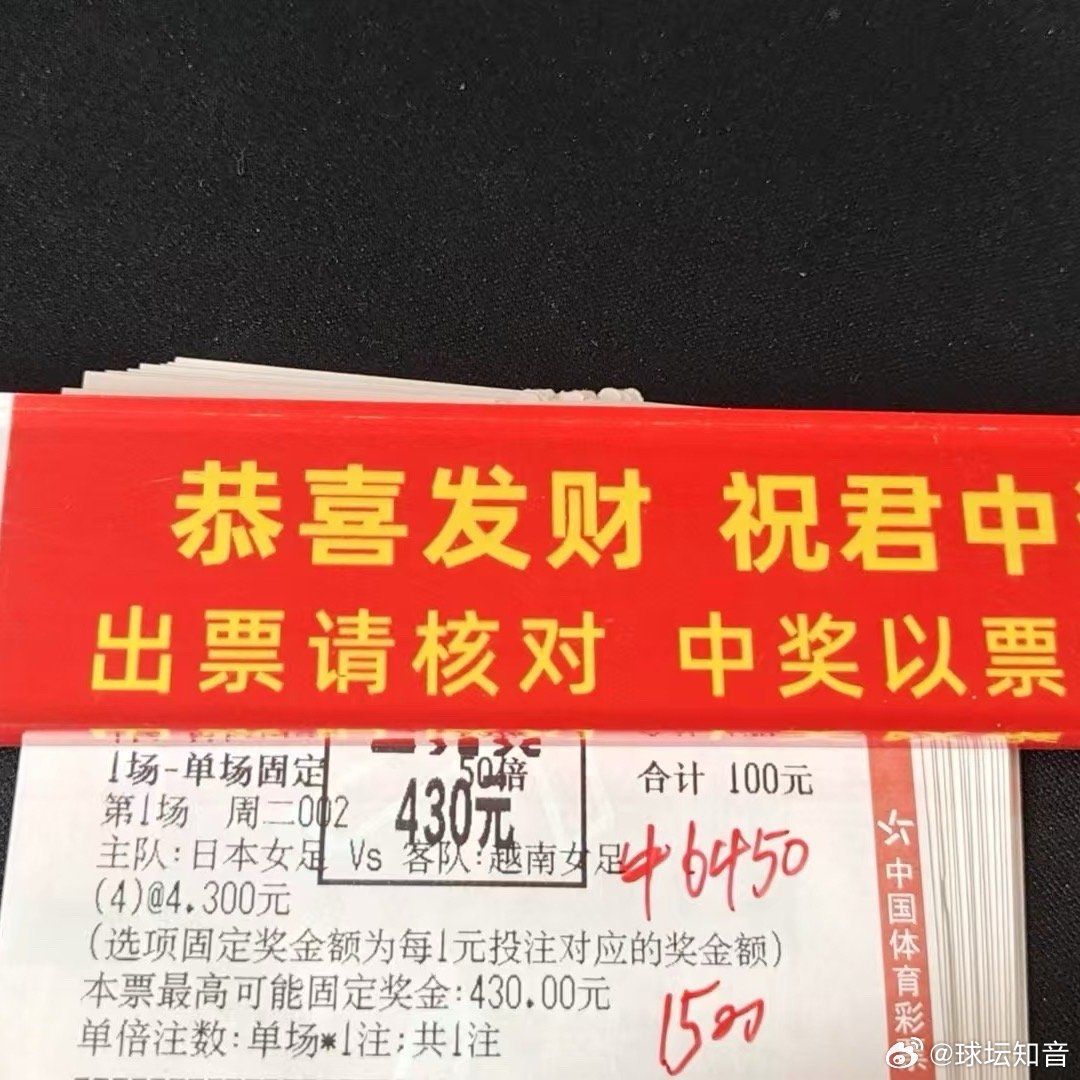 恭喜发财 祝君中
出票请核对 中奖以票
1场-单场固定 50倍 合计 100元
430元
第1场 周二002
主队:日本女足 Vs 客队:越南女足
中6450
(4)@4.300元
(选项固定奖金额为每1元投注对应的奖金额)
本票最高可能固定奖金:430.00元
1500
单倍注数:单场*1注;共1注
中国体育彩票
@球坛知音